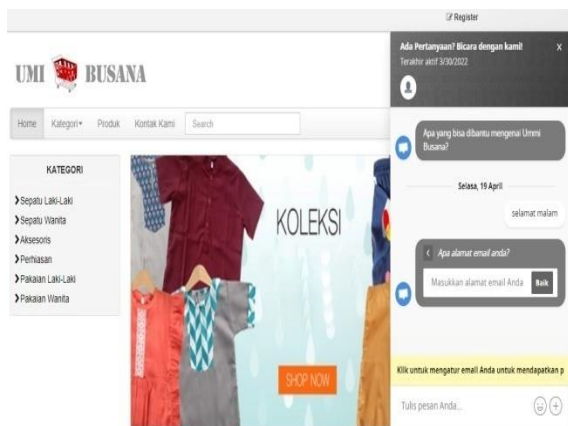 Register
UMI BUSANA
Home Kategori Produk Kontak Kami Search
KATEGORI
Sepatu Laki-Laki
Sepatu Wanita
Aksesoris
Perhiasan
Pakaian Laki-Laki
Pakaian Wanita
KOLEKSI
SHOP NOW
Ada Pertanyaan? Bicara dengan kami! x
Terakhir aktif 3/30/2022
Apa yang bisa dibantu mengenai Ummi
Busana?
Selasa, 19 April
selamat malam
Apa alamat email anda?
Masukkan alamat email Anda Baik
Klik untuk mengatur email Anda untuk mendapatkan p
Tulis pesan Anda...